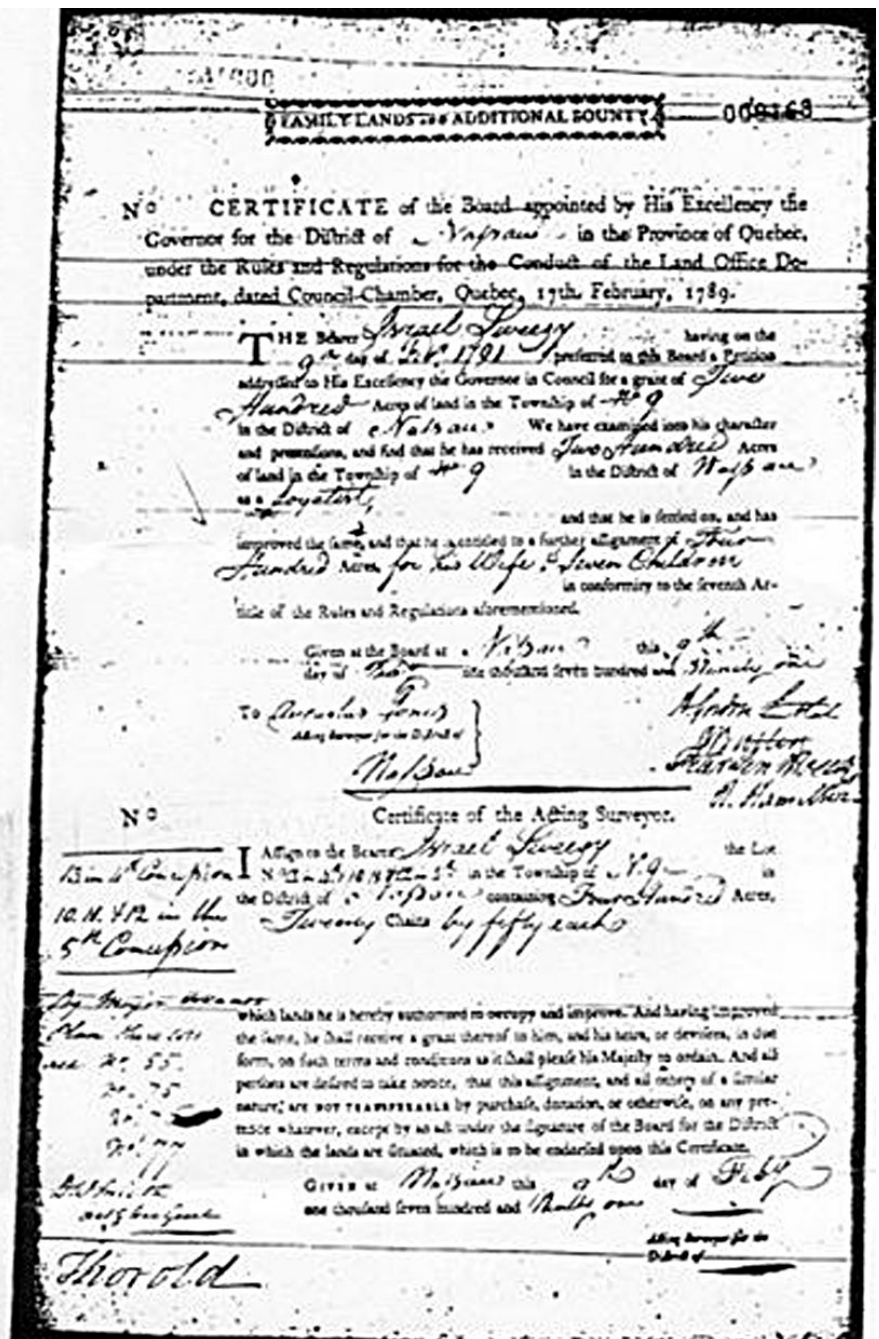 FAMILY LANDS AND ADDITIONAL BOUNTY
000168
No CERTIFICATE of the Board appointed by His Excellency the
Governor for the District of Nassau in the Province of Quebec,
under the Rules and Regulations for the Conduct of the Land Office De-
partment, dated Council-Chamber, Quebec, 17th. February, 1789.
THE Bearer Israel Sweezy having on the
9th day of 1791 preferred to this Board a Petition
addressed to His Excellency the Governor in Council for a grant of Two
Hundred Acres of land in the Township of No 9
in the District of Nassau We have examined into his character
and pretensions, and find that he has received Two Hundred Acres
of land in the Township of No 9 in the District of Nassau
as a Loyalist,
and that he is settled on, and has
improved the same, and that he is entitled to a further assignment of Four
Hundred Acres, for his Wife & Seven Children
in conformity to the seventh Ar-
ticle of the Rules and Regulations aforementioned.
Given at the Board at Nassau this 9th
day of one thousand seven hundred and Ninety one
To Augustus Jones
Acting Surveyor for the District of
Nassau
R. Hamilton
No Certificate of the Acting Surveyor.
I Assign to the Bearer Israel Sweezy the Lot
in the Township of N. 9 in
the District of Nassau containing Four Hundred Acres,
Twenty Chains by fifty each
13 in 4th Concession
10. 11. & 12 in the
5th Concession
which lands he is hereby authorised to occupy and improve. And having improved
the same, he shall receive a grant thereof to him, and his heirs, or devisees, in due
form, on such terms and conditions as it shall please his Majesty to ordain. And all
persons are desired to take notice, that this assignment, and all others of a similar
nature, are NOT TRANSFERABLE by purchase, donation, or otherwise, on any pre-
tence whatever, except by an act under the signature of the Board for the District
in which the lands are situated, which is to be endorsed upon this Certificate.
GIVEN at Nassau this 9th day of Feby
one thousand seven hundred and one
Acting Surveyor for the
District of
Plan these lots
are No. 55.
No. 75
No. 77
Thorold